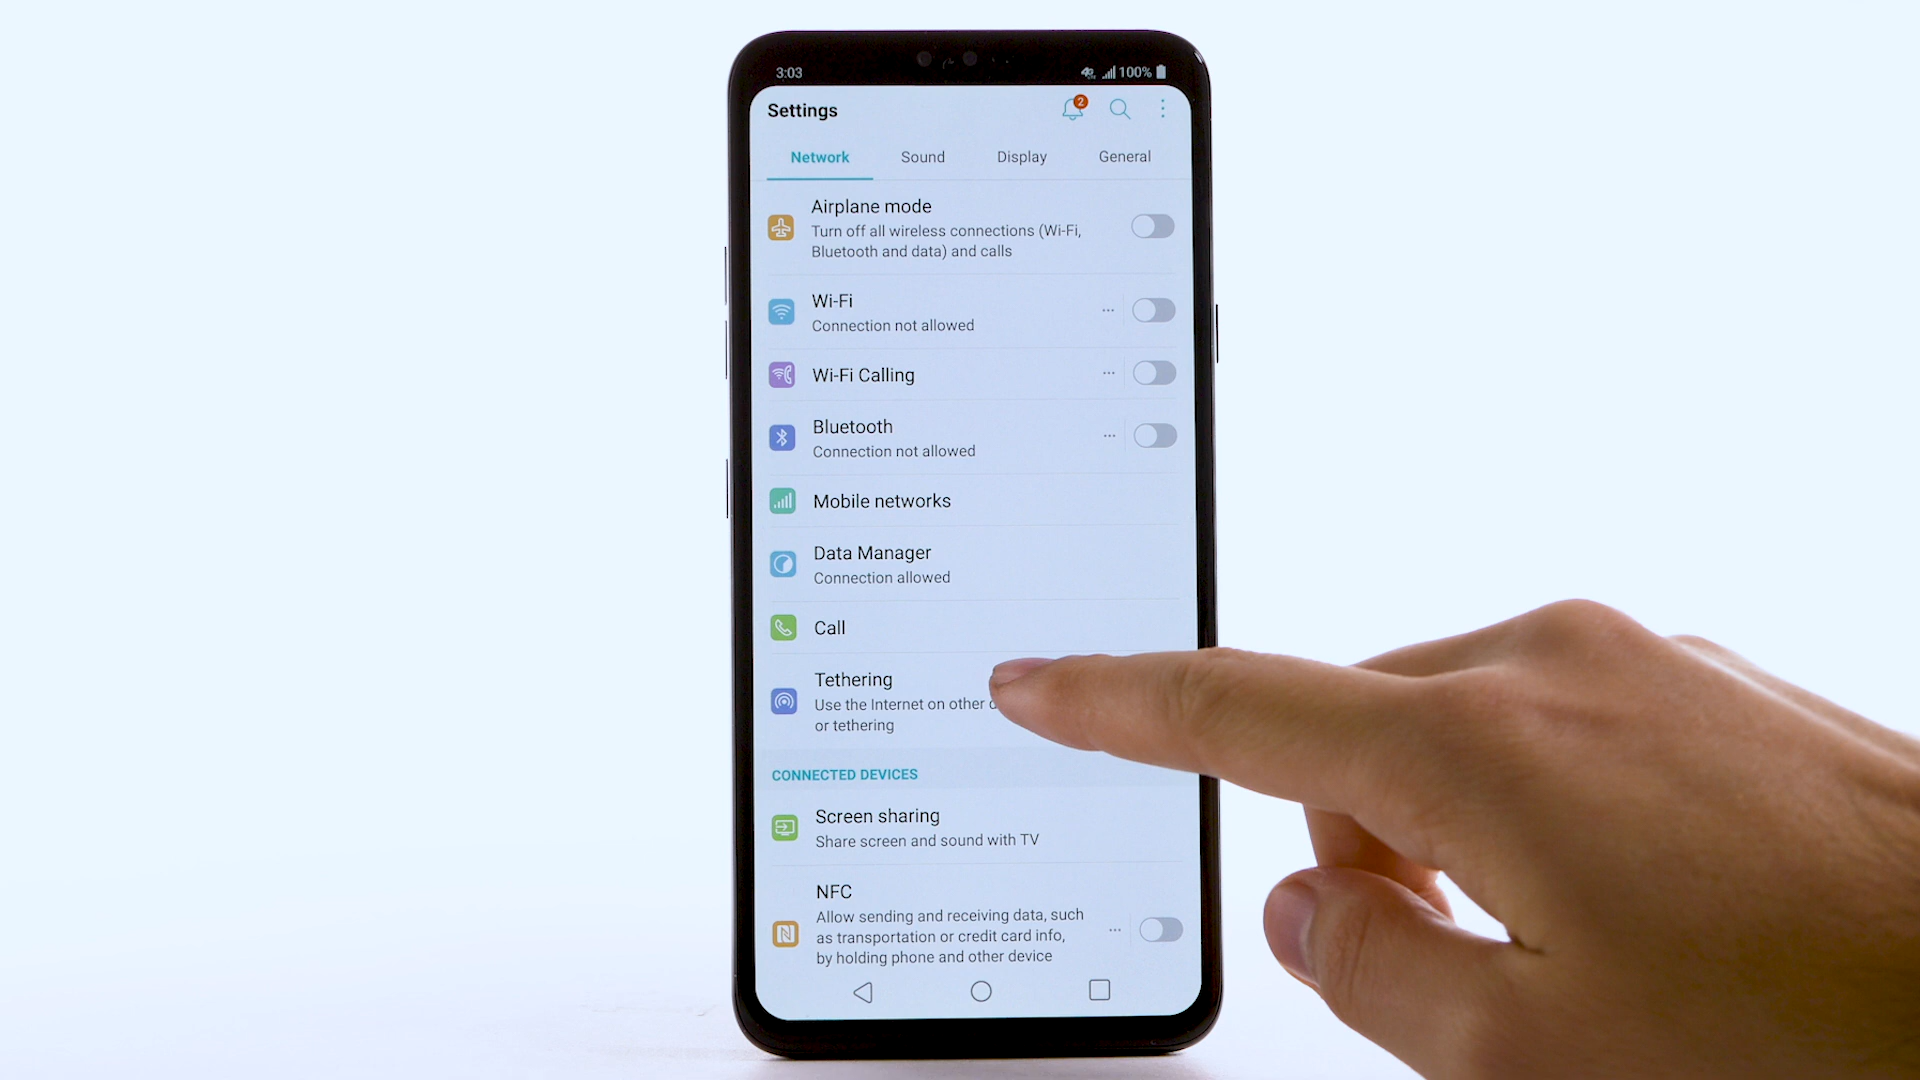 3:03
4G 100%
Settings
2
Network Sound Display General
Airplane mode
Turn off all wireless connections (Wi-Fi,
Bluetooth and data) and calls
Wi-Fi
Connection not allowed
Wi-Fi Calling
Bluetooth
Connection not allowed
Mobile networks
Data Manager
Connection allowed
Call
Tethering
Use the Internet on other
or tethering
CONNECTED DEVICES
Screen sharing
Share screen and sound with TV
NFC
Allow sending and receiving data, such
as transportation or credit card info,
by holding phone and other device